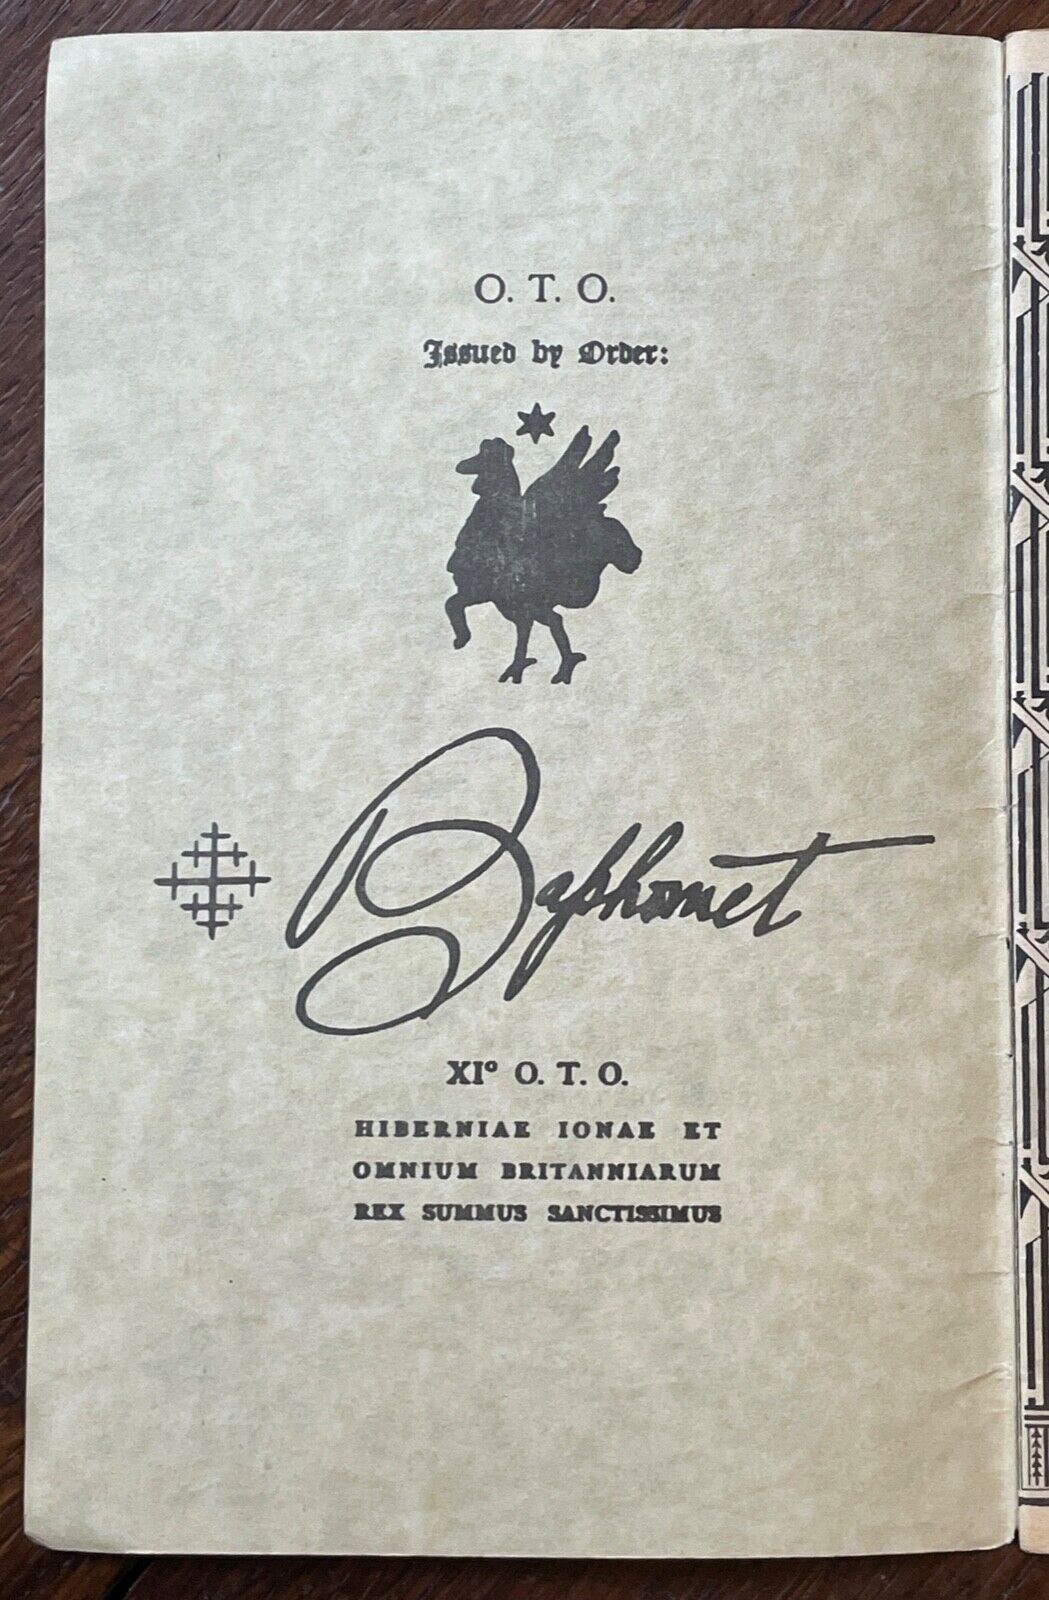 O. T. O.
Issued by Order:
Baphomet
XI° O. T. O.
HIBERNIAE IONAE ET
OMNIUM BRITANNIARUM
REX SUMMUS SANCTISSIMUS